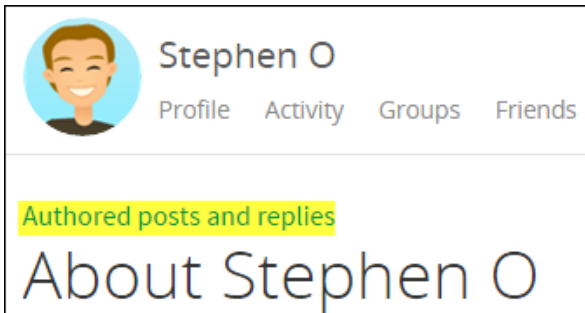 Stephen O
Profile Activity Groups Friends
Authored posts and replies
About Stephen O